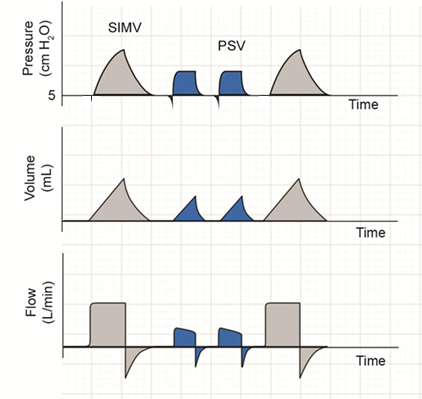 SIMV
PSV
Pressure
(cm H₂O)
5
Time
Volume
(mL)
Time
Flow
(L/min)
Time